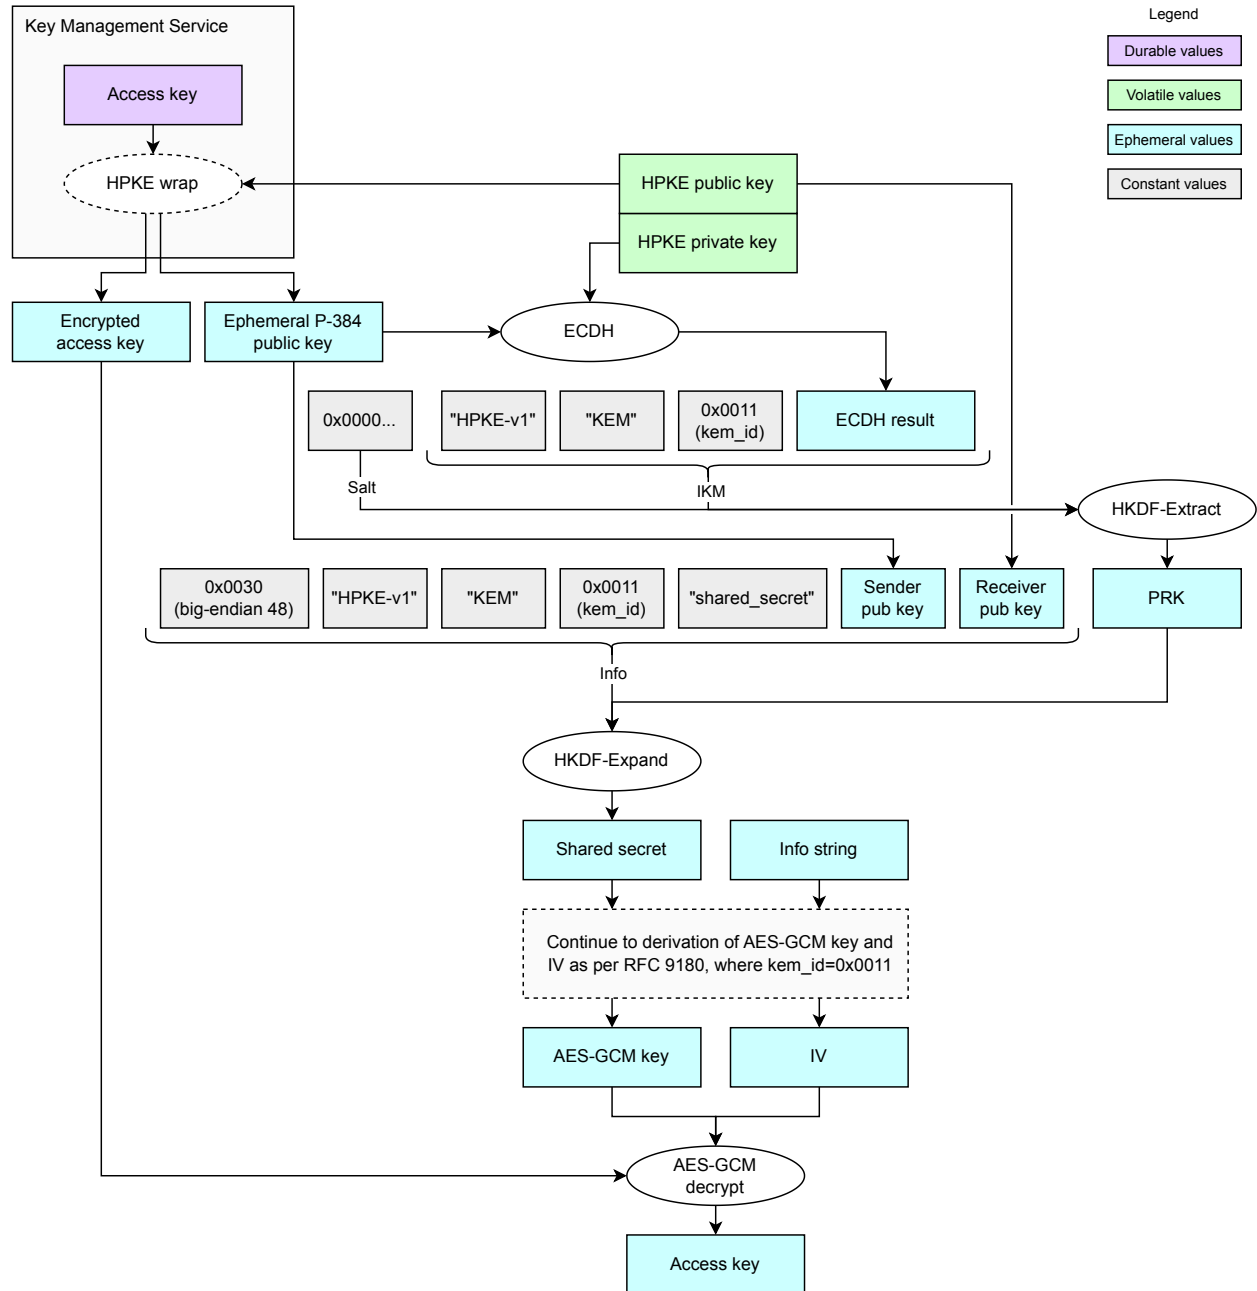 Key Management Service
Legend
Durable values
Volatile values
Ephemeral values
Constant values
Access key
HPKE wrap
HPKE public key
HPKE private key
Encrypted
access key
Ephemeral P-384
public key
ECDH
0x0000...
"HPKE-v1"
"KEM"
0x0011
(kem_id)
ECDH result
Salt
IKM
HKDF-Extract
0x0030
(big-endian 48)
"HPKE-v1"
"KEM"
0x0011
(kem_id)
"shared_secret"
Sender
pub key
Receiver
pub key
PRK
Info
HKDF-Expand
Shared secret
Info string
Continue to derivation of AES-GCM key and
IV as per RFC 9180, where kem_id=0x0011
AES-GCM key
IV
AES-GCM
decrypt
Access key